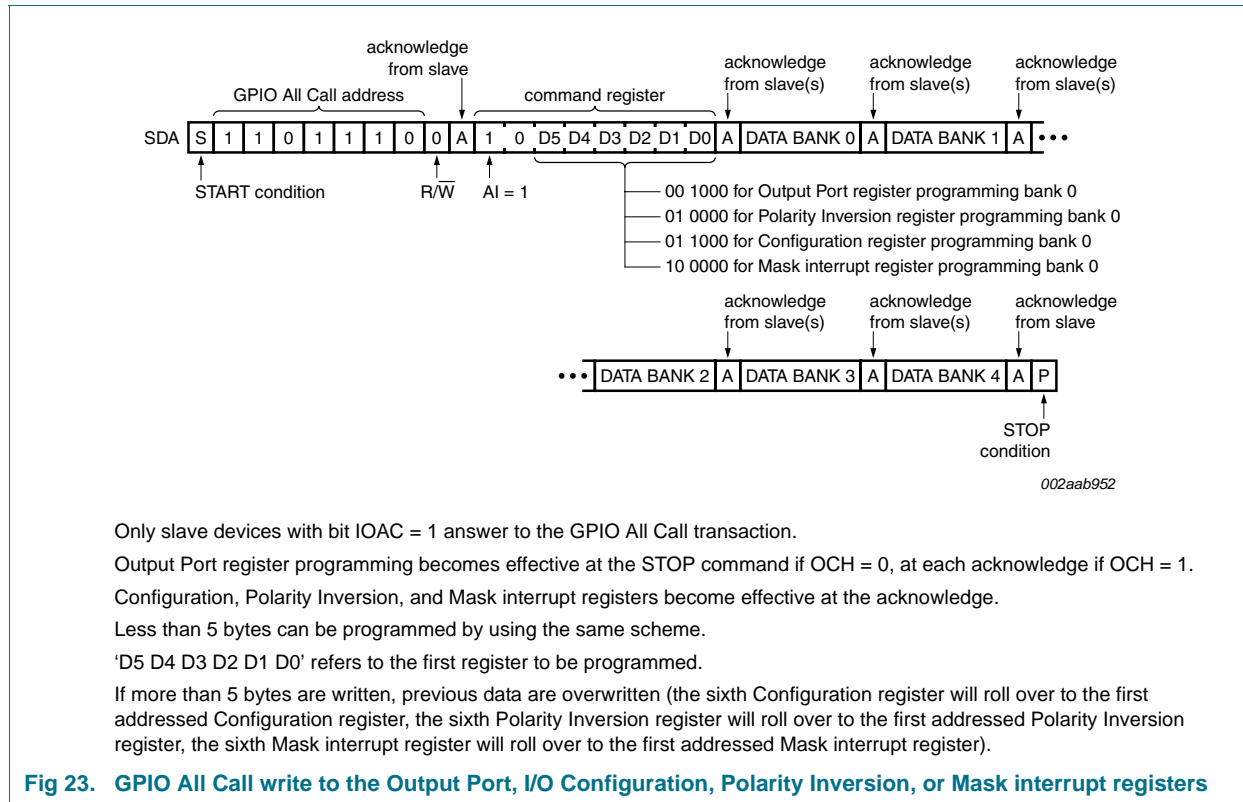 acknowledge
from slave
acknowledge
from slave(s)
acknowledge
from slave(s)
acknowledge
from slave(s)
GPIO All Call address
command register
SDA S 1 1 0 1 1 1 0 0 A 1 0 D5 D4 D3 D2 D1 D0 A DATA BANK 0 A DATA BANK 1 A •••
START condition
R/W̅
AI = 1
00 1000 for Output Port register programming bank 0
01 0000 for Polarity Inversion register programming bank 0
01 1000 for Configuration register programming bank 0
10 0000 for Mask interrupt register programming bank 0
acknowledge
from slave(s)
acknowledge
from slave(s)
acknowledge
from slave
••• DATA BANK 2 A DATA BANK 3 A DATA BANK 4 A P
STOP
condition
002aab952
Only slave devices with bit IOAC = 1 answer to the GPIO All Call transaction.
Output Port register programming becomes effective at the STOP command if OCH = 0, at each acknowledge if OCH = 1.
Configuration, Polarity Inversion, and Mask interrupt registers become effective at the acknowledge.
Less than 5 bytes can be programmed by using the same scheme.
‘D5 D4 D3 D2 D1 D0’ refers to the first register to be programmed.
If more than 5 bytes are written, previous data are overwritten (the sixth Configuration register will roll over to the first
addressed Configuration register, the sixth Polarity Inversion register will roll over to the first addressed Polarity Inversion
register, the sixth Mask interrupt register will roll over to the first addressed Mask interrupt register).
Fig 23. GPIO All Call write to the Output Port, I/O Configuration, Polarity Inversion, or Mask interrupt registers